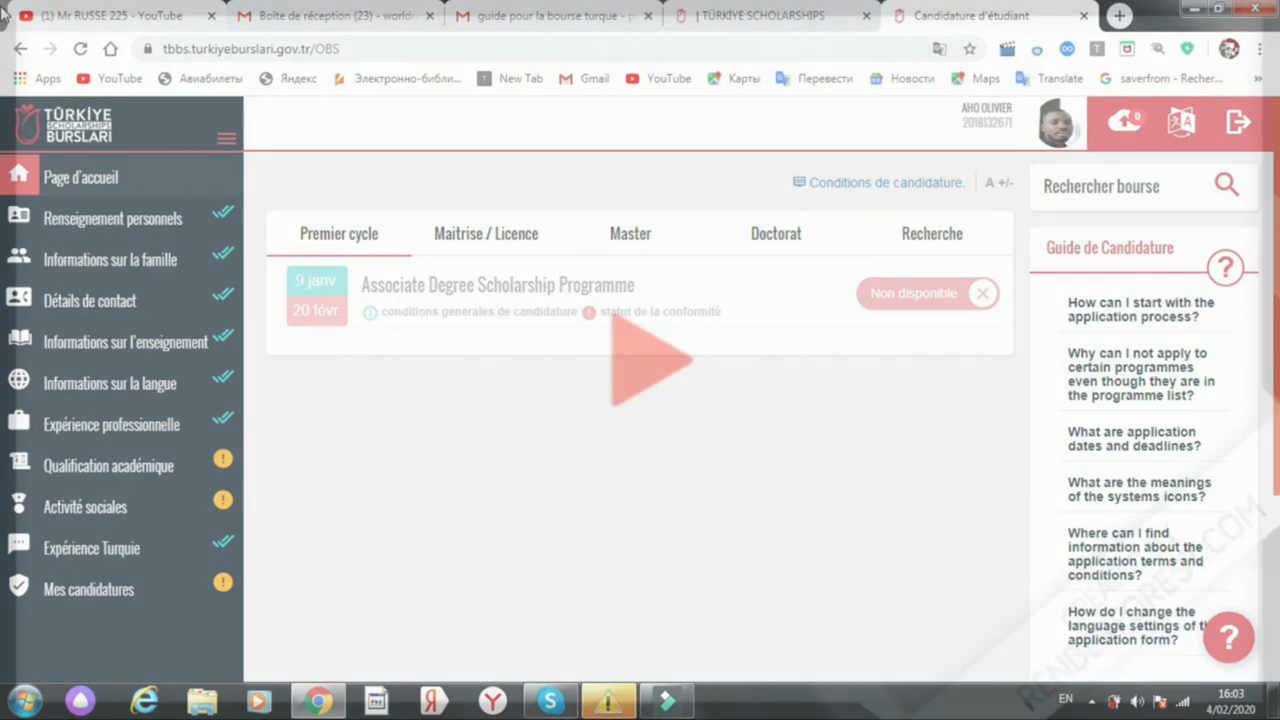 (1) Mr RUSSE 225 - YouTube
Boîte de réception (23) - world
guide pour la bourse turque - p
| TÜRKİYE SCHOLARSHIPS
Candidature d'étudiant
tbbs.turkiyeburslari.gov.tr/OBS
Apps
YouTube
Авиабилеты
Яндекс
Электронно-библи...
New Tab
Gmail
YouTube
Карты
Перевести
Новости
Maps
Translate
saverfrom - Recher...
TÜRKİYE
SCHOLARSHIPS
BURSLARI
AHO OLIVIER
2018132671
0
Page d'accueil
Renseignement personnels
Informations sur la famille
Détails de contact
Informations sur l'enseignement
Informations sur la langue
Expérience professionnelle
Qualification académique
Activité sociales
Expérience Turquie
Mes candidatures
Conditions de candidature.
A +/-
Premier cycle
Maitrise / Licence
Master
Doctorat
Recherche
9 janv
20 févr.
Associate Degree Scholarship Programme
conditions generales de candidature
statut de la conformité
Non disponible
Rechercher bourse
Guide de Candidature
How can I start with the
application process?
Why can I not apply to
certain programmes
even though they are in
the programme list?
What are application
dates and deadlines?
What are the meanings
of the systems icons?
Where can I find
information about the
application terms and
conditions?
How do I change the
language settings of th
application form?
EN
16:03
4/02/2020